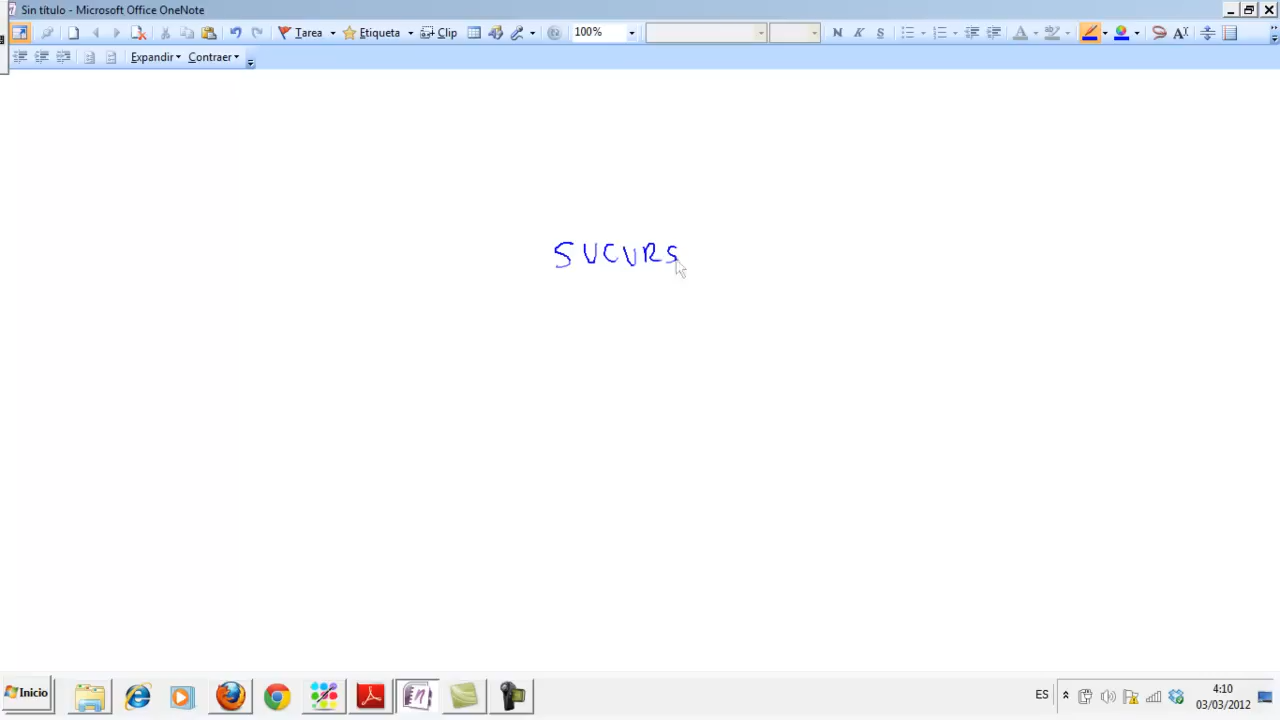 Sin título - Microsoft Office OneNote
Tarea Etiqueta Clip 100% N K S
Expandir Contraer
SUCURS
Inicio ES 4:10
03/03/2012